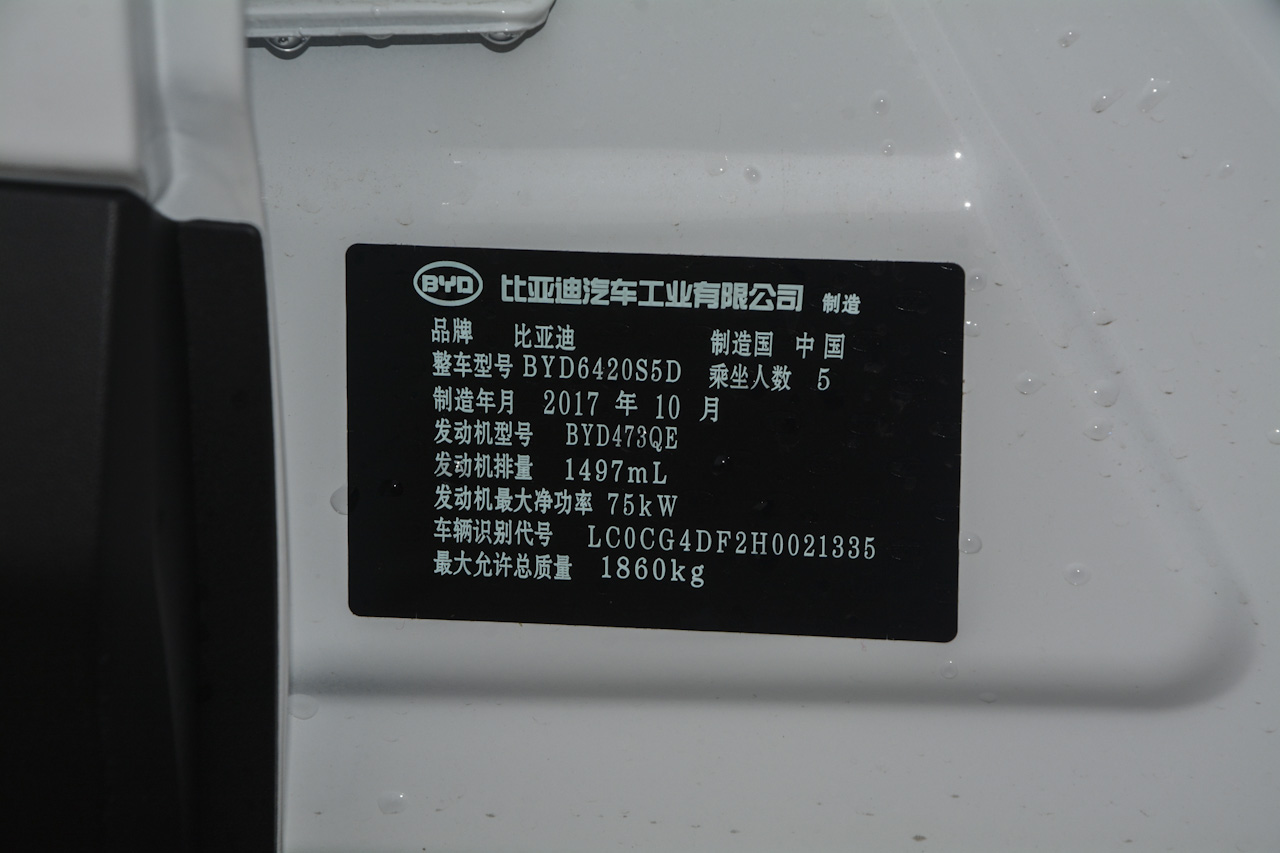 BYD 比亚迪汽车工业有限公司 制造
品牌 比亚迪 制造国 中国
整车型号 BYD6420S5D 乘坐人数 5
制造年月 2017 年 10 月
发动机型号 BYD473QE
发动机排量 1497mL
发动机最大净功率 75kW
车辆识别代号 LC0CG4DF2H0021335
最大允许总质量 1860kg